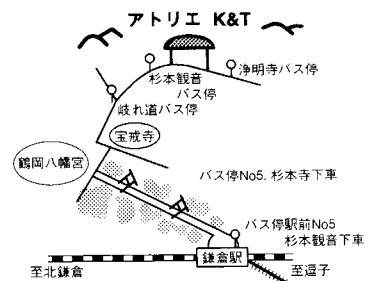 アトリエ K&T
浄明寺バス停
杉本観音
バス停
岐れ道バス停
宝戒寺
鶴岡八幡宮
バス停No5. 杉本寺下車
バス停駅前No5
杉本観音下車
鎌倉駅
至北鎌倉
至逗子